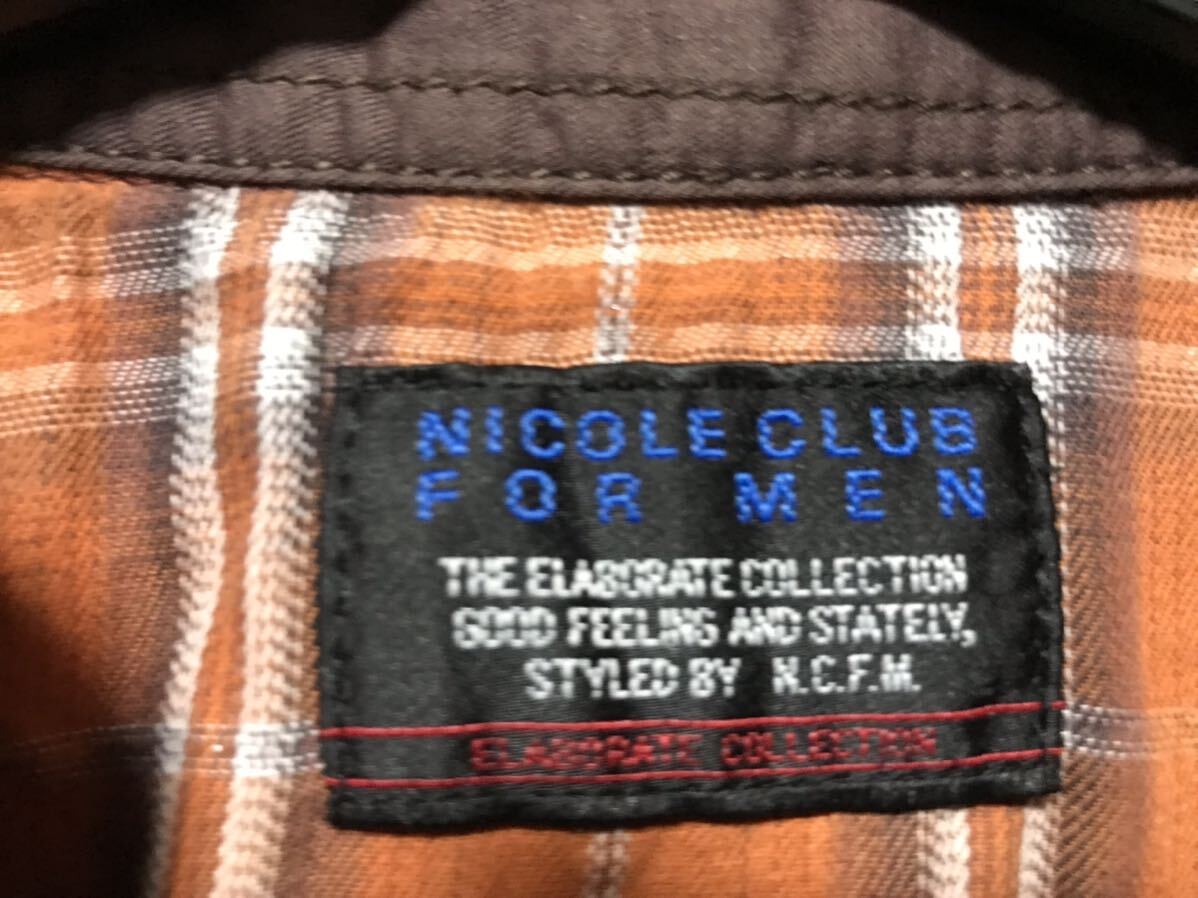 NICOLE CLUB
FOR MEN
THE ELABORATE COLLECTION
GOOD FEELING AND STATELY,
STYLED BY N.C.F.M.
ELABORATE COLLECTION